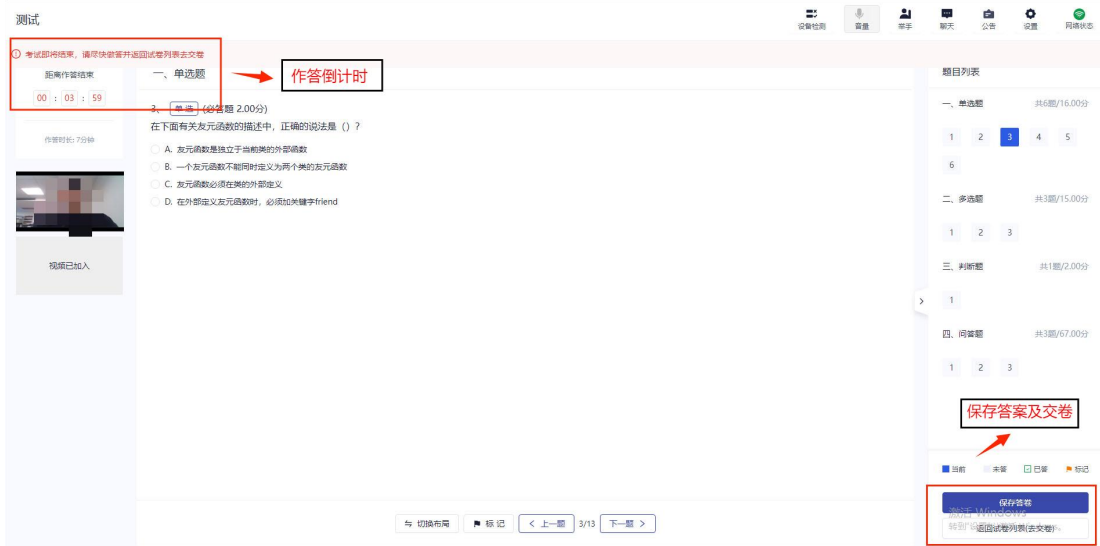 测试
设备检测 音量 举手 聊天 公告 设置 网络状态
考试即将结束，请尽快做答并返回试卷列表去交卷
距离作答结束
00 : 03 : 59
作答时长: 7分钟
视频已加入
一、单选题
作答倒计时
3、 单选 (必答题 2.00分)
在下面有关友元函数的描述中，正确的说法是（）？
A. 友元函数是独立于当前类的外部函数
B. 一个友元函数不能同时定义为两个类的友元函数
C. 友元函数必须在类的外部定义
D. 在外部定义友元函数时，必须加关键字friend
切换布局 标记 < 上一题 3/13 下一题 >
题目列表
一、单选题 共6题/16.00分
1 2 3 4 5
6
二、多选题 共3题/15.00分
1 2 3
三、判断题 共1题/2.00分
1
四、问答题 共3题/67.00分
1 2 3
保存答案及交卷
当前 未答 已答 标记
保存答卷
激活 Windows
返回试卷列表(去交卷)